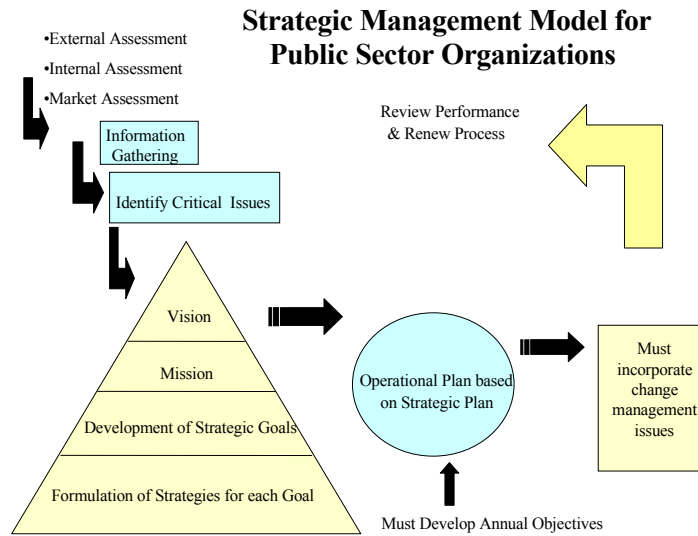 Strategic Management Model for
Public Sector Organizations
•External Assessment
•Internal Assessment
•Market Assessment
Review Performance
& Renew Process
Information
Gathering
Identify Critical Issues
Vision
Mission
Development of Strategic Goals
Formulation of Strategies for each Goal
Operational Plan based
on Strategic Plan
Must
incorporate
change
management
issues
Must Develop Annual Objectives